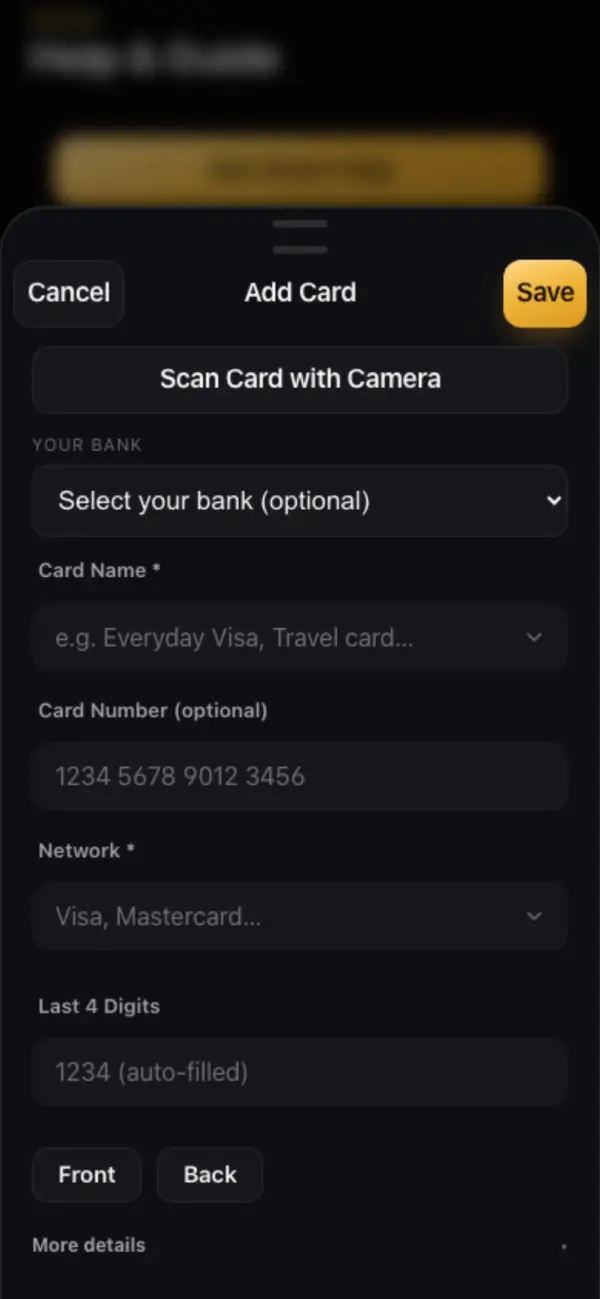 Help & Guide
Cancel
Add Card
Save
Scan Card with Camera
YOUR BANK
Select your bank (optional)
Card Name *
e.g. Everyday Visa, Travel card...
Card Number (optional)
1234 5678 9012 3456
Network *
Visa, Mastercard...
Last 4 Digits
1234 (auto-filled)
Front
Back
More details